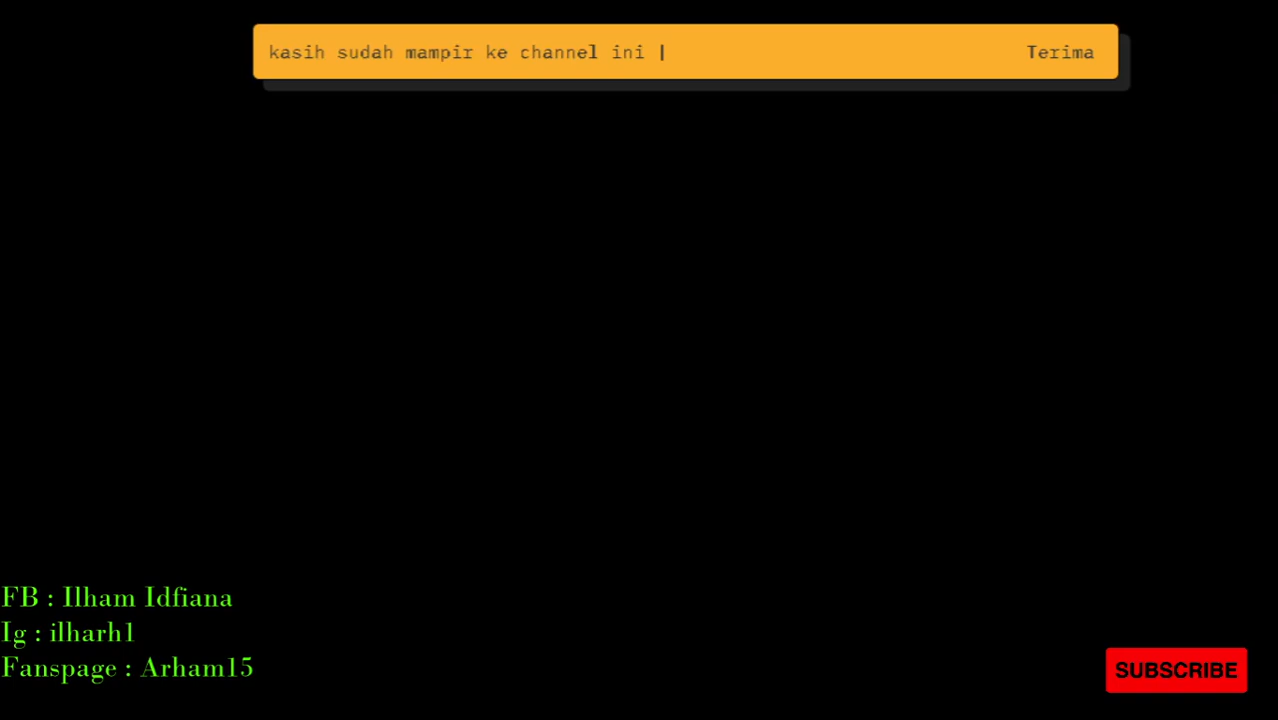 kasih sudah mampir ke channel ini | Terima
FB : Ilham Idfiana
Ig : ilharh1
Fanspage : Arham15
SUBSCRIBE